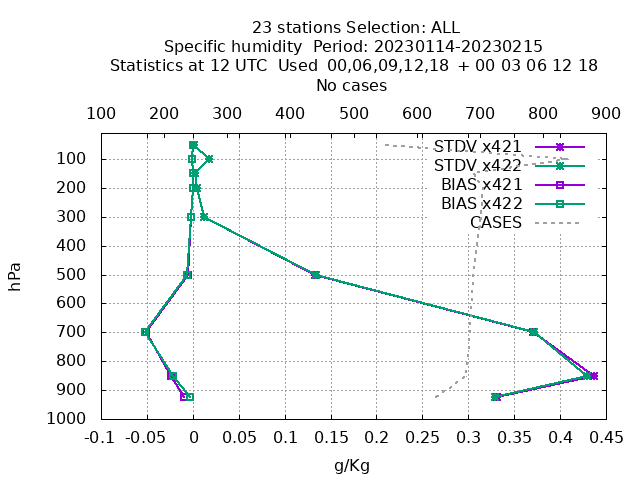 23 stations Selection: ALL
Specific humidity  Period: 20230114-20230215
Statistics at 12 UTC  Used  00,06,09,12,18  + 00 03 06 12 18
No cases
100 200 300 400 500 600 700 800 900
STDV x421
100
STDV x422
BIAS x421
200
BIAS x422
300
CASES
400
hPa
500
600
700
800
900
1000
-0.1 -0.05 0 0.05 0.1 0.15 0.2 0.25 0.3 0.35 0.4 0.45
g/Kg